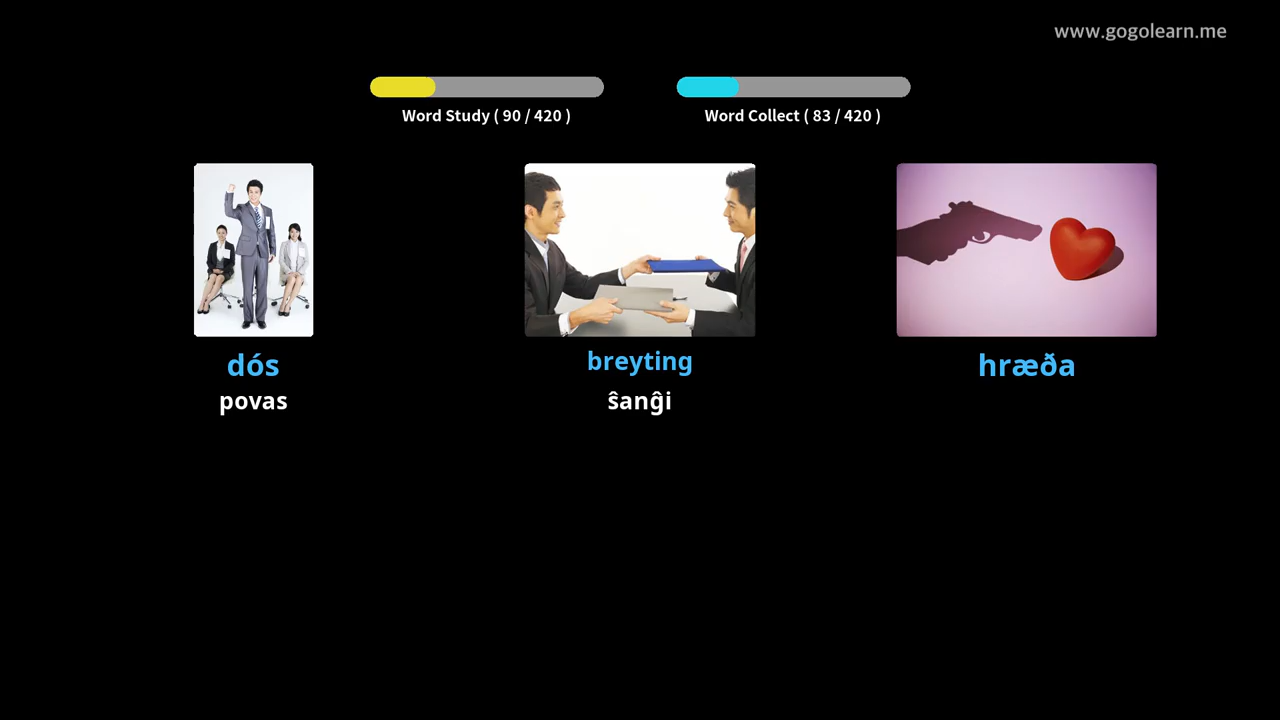 www.gogolearn.me
Word Study ( 90 / 420 )
Word Collect ( 83 / 420 )
dós
breyting
hræða
povas
ŝanĝi